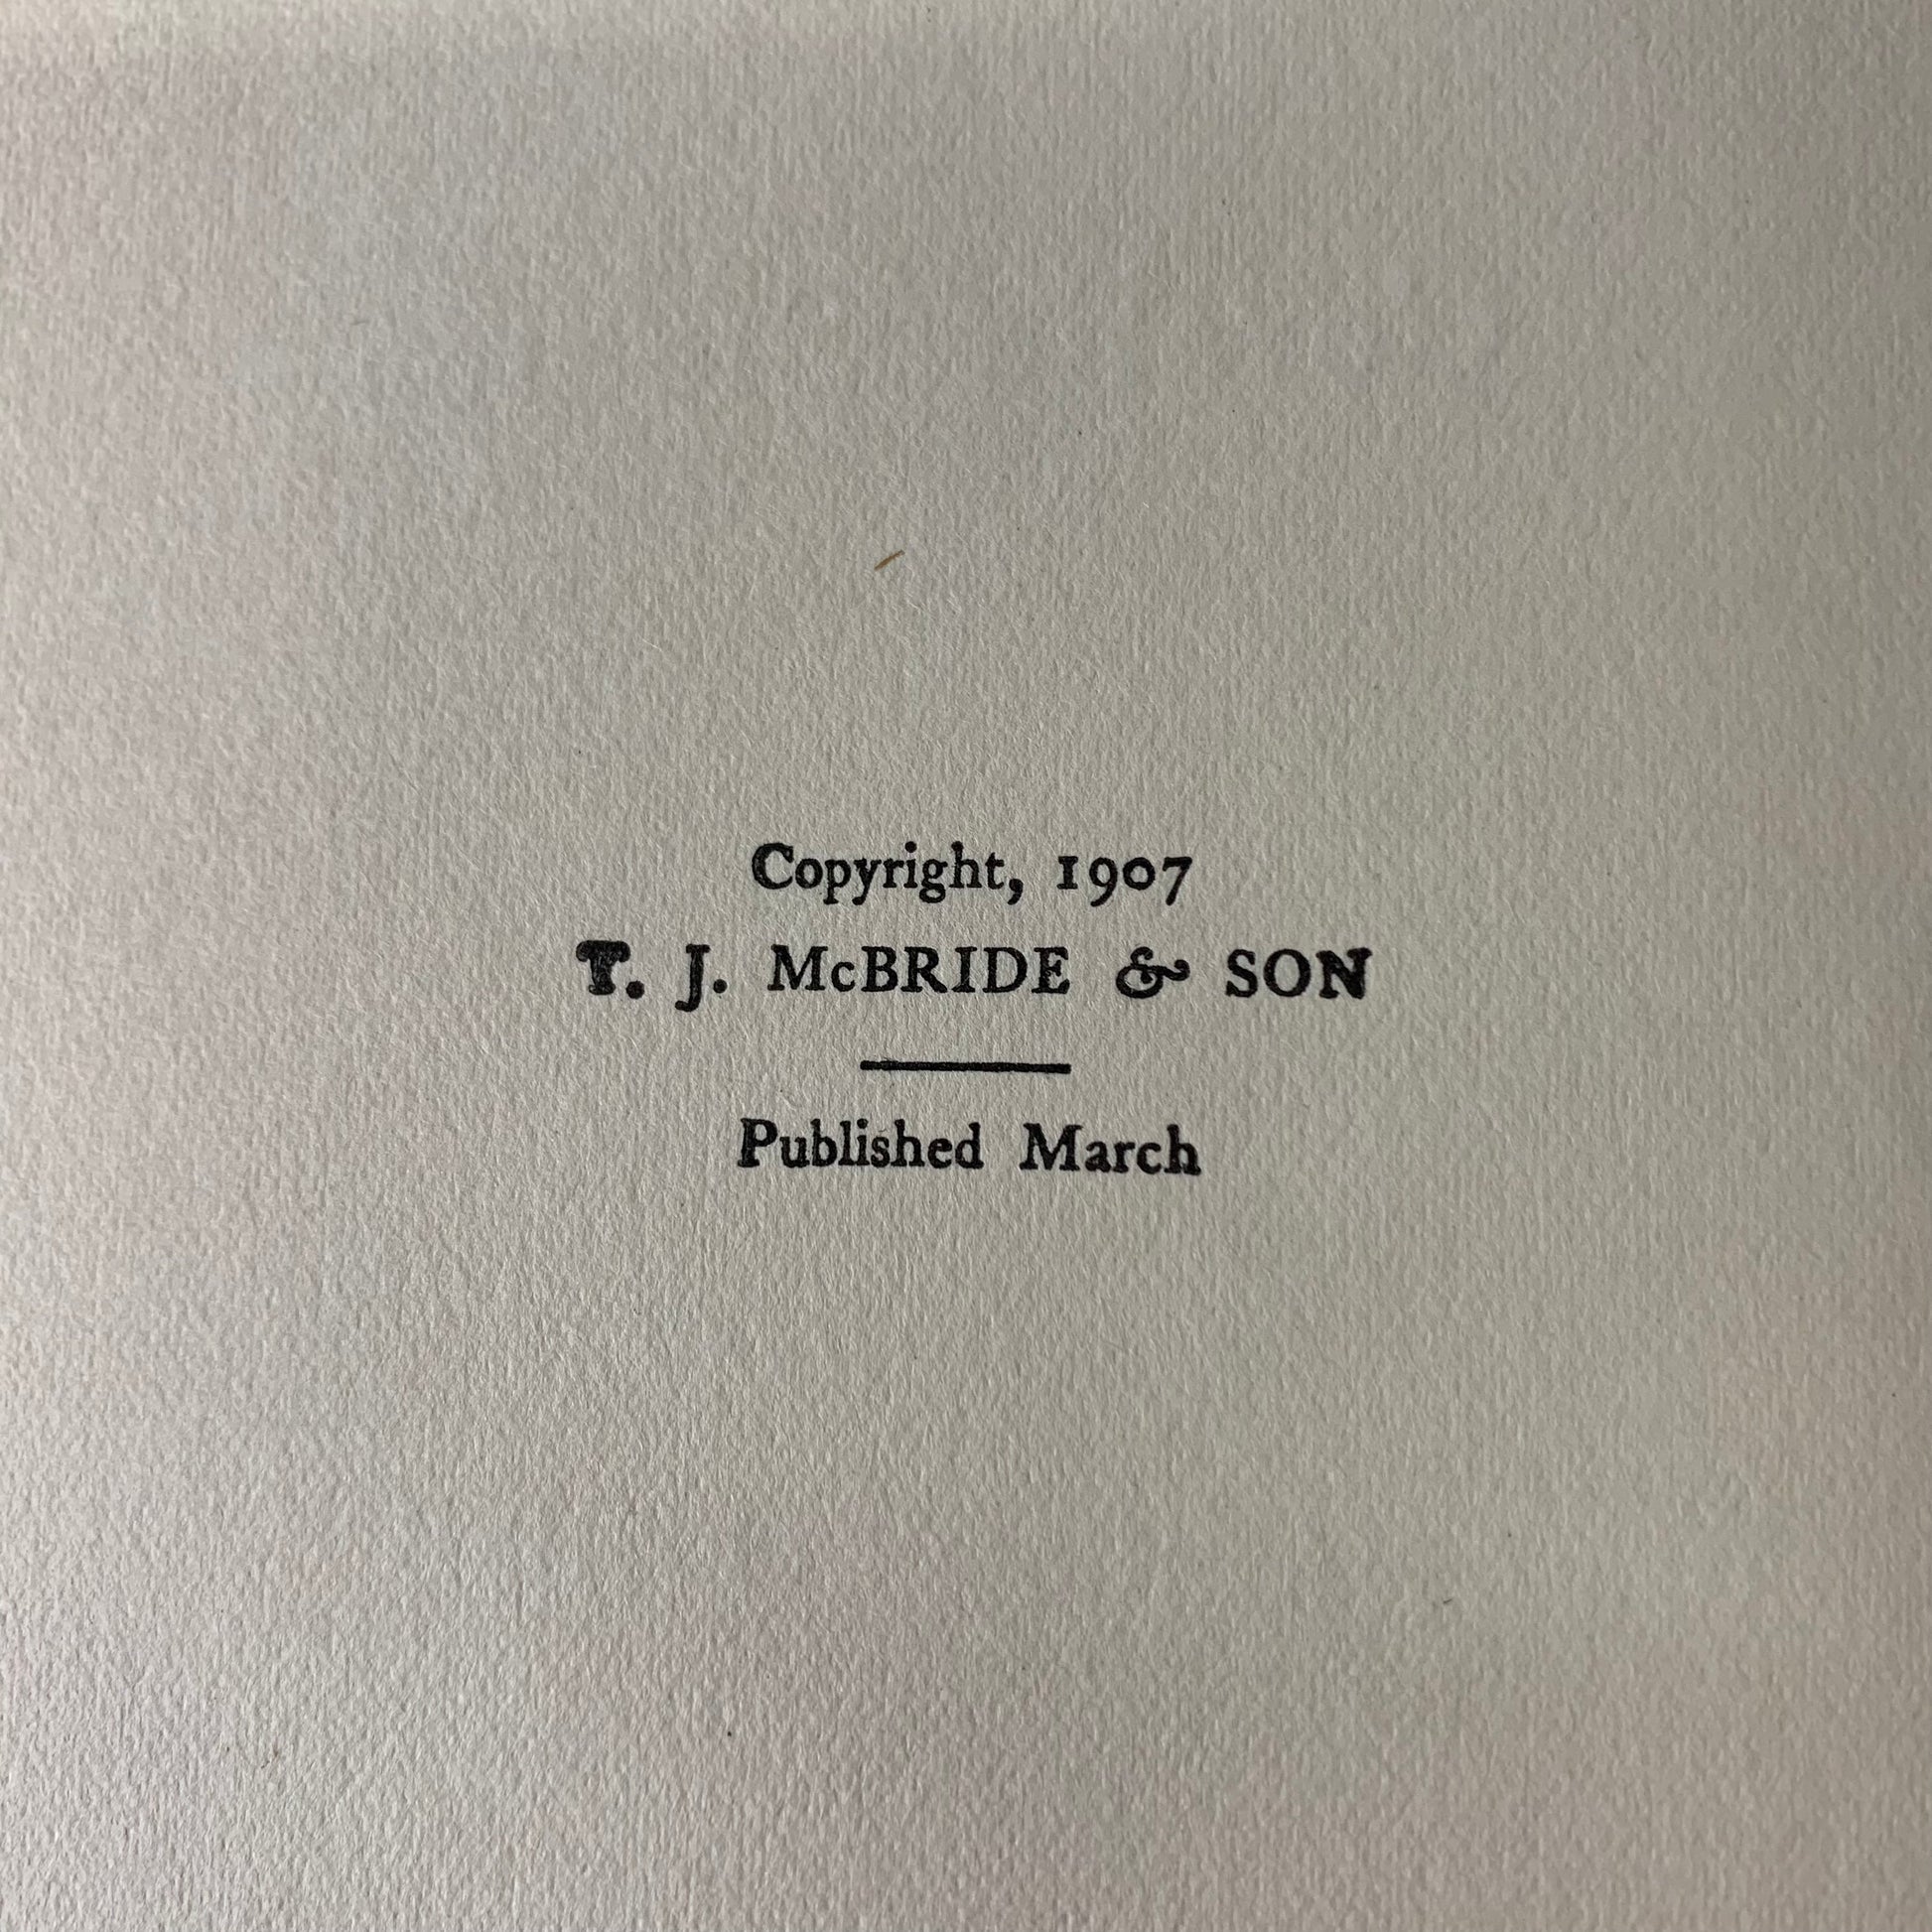 Copyright, 1907
T. J. McBRIDE & SON
Published March